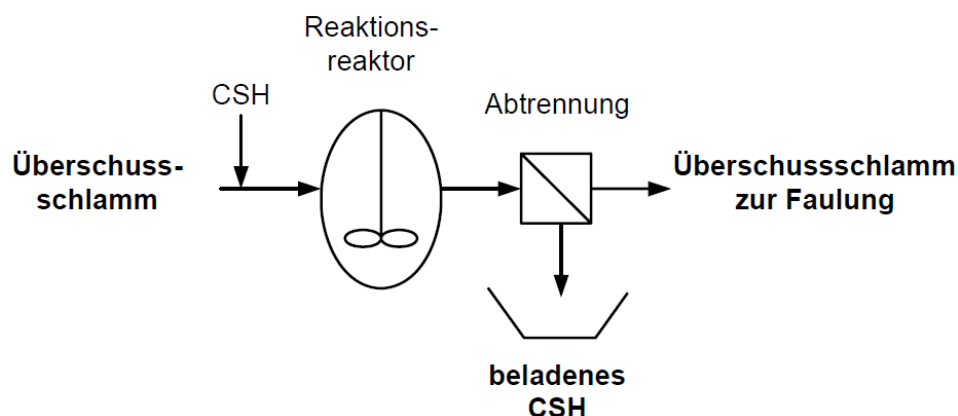 Reaktions-
reaktor
CSH
Abtrennung
Überschuss-
schlamm
Überschussschlamm
zur Faulung
beladenes
CSH